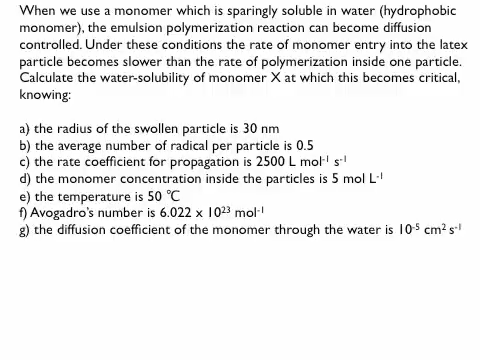 When we use a monomer which is sparingly soluble in water (hydrophobic
monomer), the emulsion polymerization reaction can become diffusion
controlled. Under these conditions the rate of monomer entry into the latex
particle becomes slower than the rate of polymerization inside one particle.
Calculate the water-solubility of monomer X at which this becomes critical,
knowing:
a) the radius of the swollen particle is 30 nm
b) the average number of radical per particle is 0.5
c) the rate coefficient for propagation is 2500 L mol⁻¹ s⁻¹
d) the monomer concentration inside the particles is 5 mol L⁻¹
e) the temperature is 50 °C
f) Avogadro's number is 6.022 x 10²³ mol⁻¹
g) the diffusion coefficient of the monomer through the water is 10⁻⁵ cm² s⁻¹